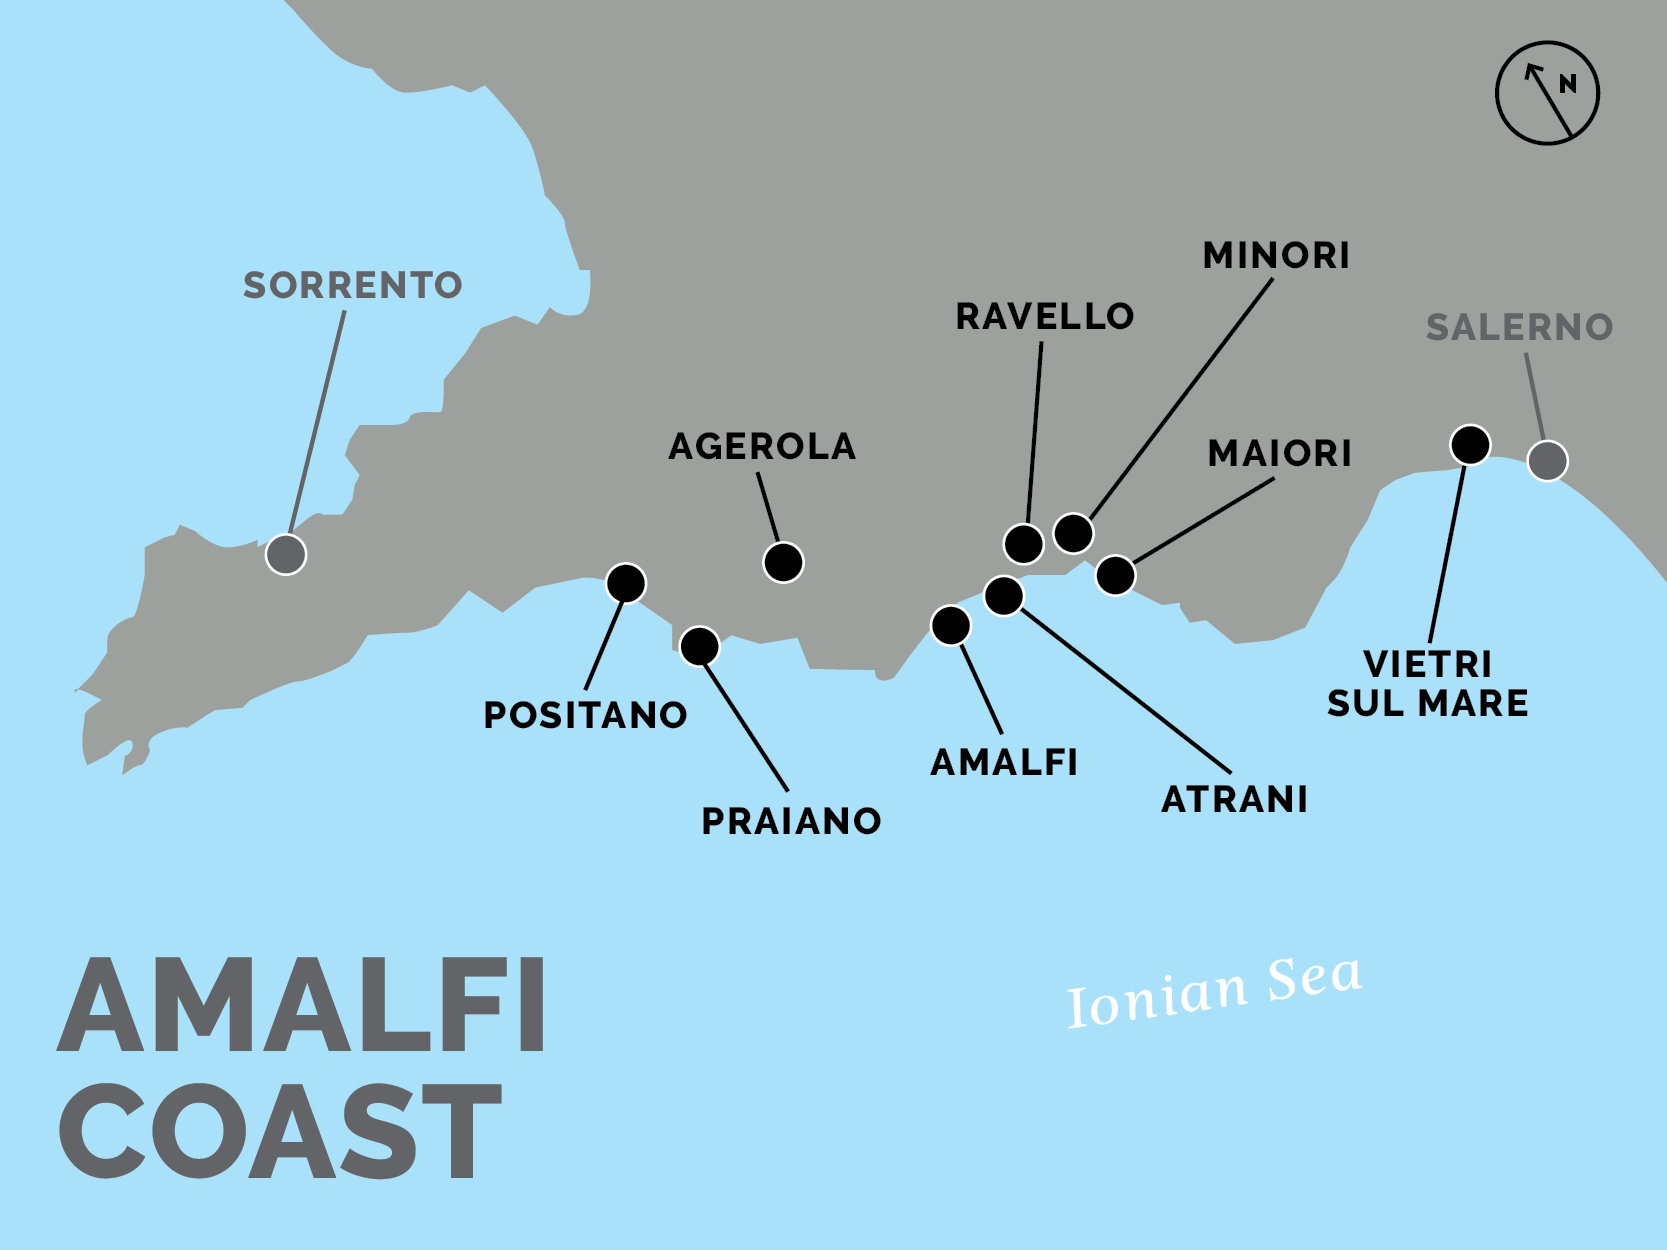 N
MINORI
SORRENTO
RAVELLO
SALERNO
AGEROLA
MAIORI
VIETRI
SUL MARE
POSITANO
AMALFI
ATRANI
PRAIANO
Ionian Sea
AMALFI
COAST